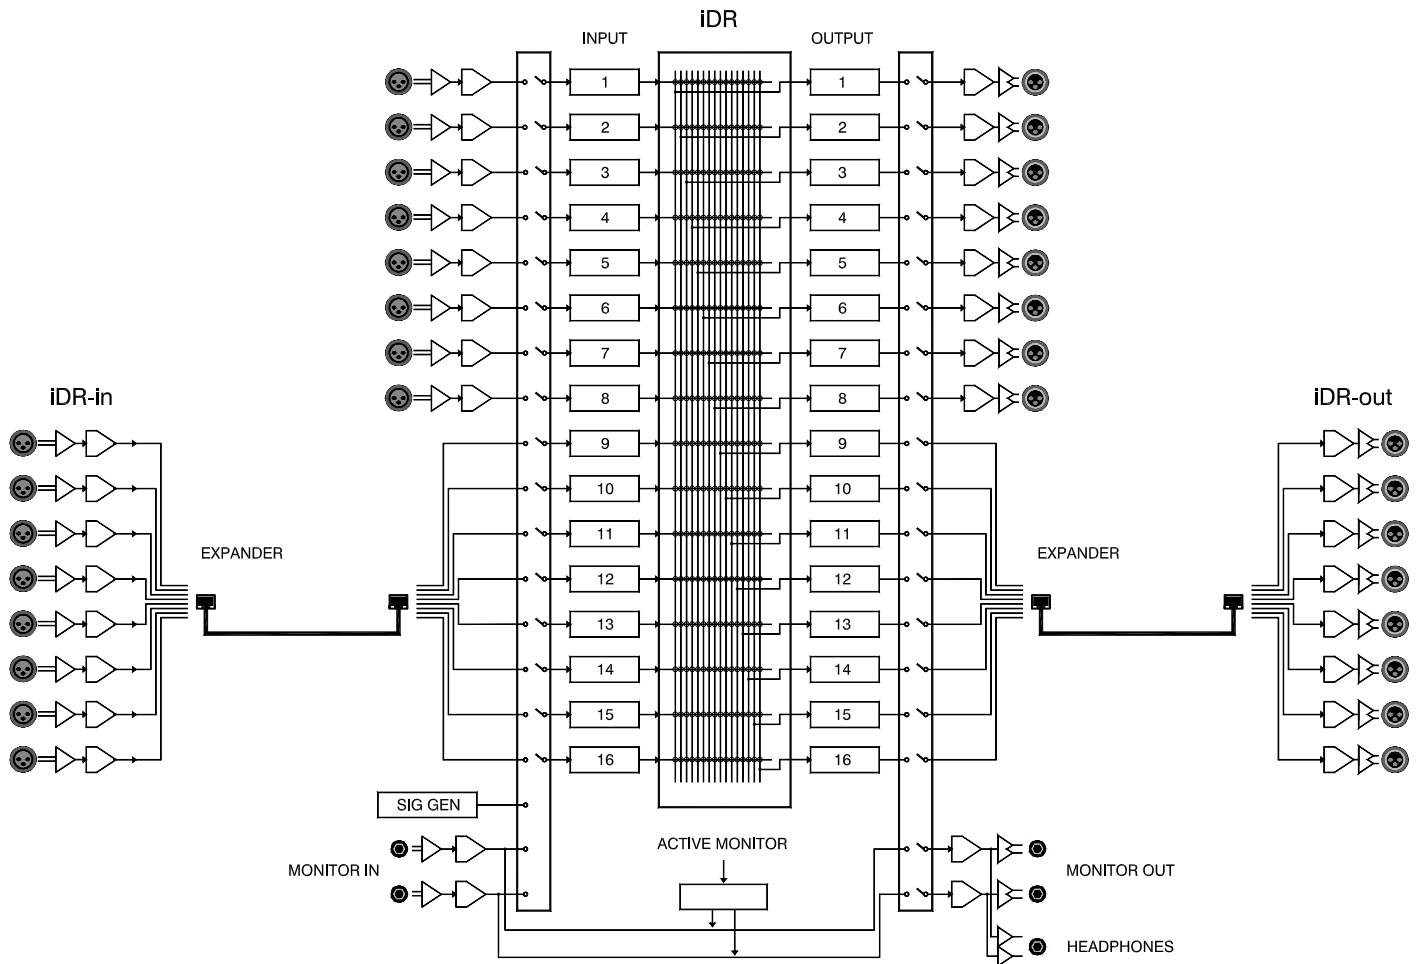 iDR
INPUT
OUTPUT
1
1
2
2
3
3
4
4
5
5
6
6
7
7
8
8
iDR-in
iDR-out
9
9
10
10
11
11
EXPANDER
EXPANDER
12
12
13
13
14
14
15
15
16
16
SIG GEN
ACTIVE MONITOR
MONITOR IN
MONITOR OUT
HEADPHONES